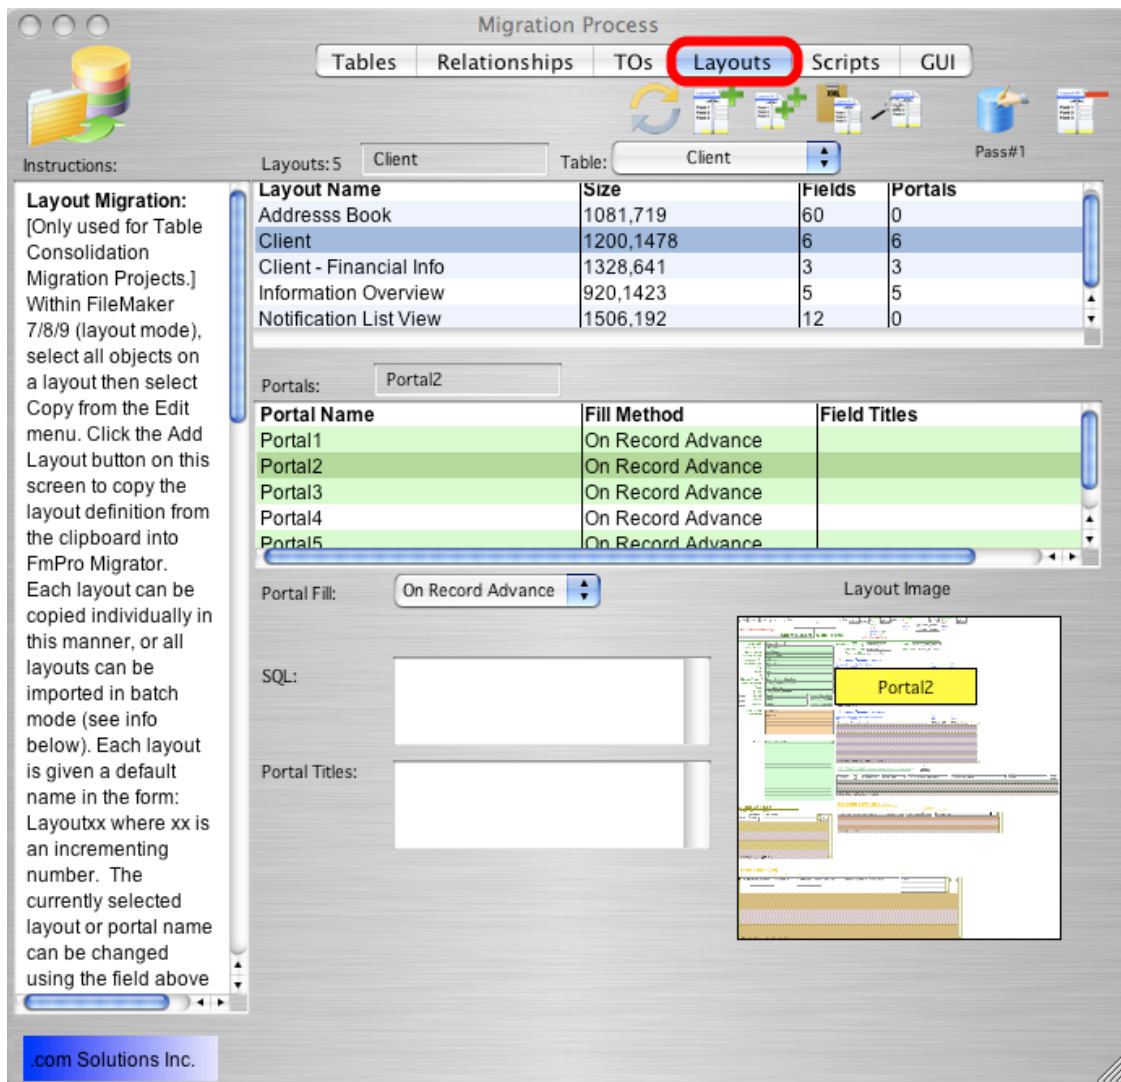 Migration Process
Tables Relationships TOs Layouts Scripts GUI
Pass#1
Instructions:
Layouts: 5 Client Table: Client
Layout Migration:
[Only used for Table
Consolidation
Migration Projects.]
Within FileMaker
7/8/9 (layout mode),
select all objects on
a layout then select
Copy from the Edit
menu. Click the Add
Layout button on this
screen to copy the
layout definition from
the clipboard into
FmPro Migrator.
Each layout can be
copied individually in
this manner, or all
layouts can be
imported in batch
mode (see info
below). Each layout
is given a default
name in the form:
Layoutxx where xx is
an incrementing
number. The
currently selected
layout or portal name
can be changed
using the field above
Layout Name Size Fields Portals
Addresss Book 1081,719 60 0
Client 1200,1478 6 6
Client - Financial Info 1328,641 3 3
Information Overview 920,1423 5 5
Notification List View 1506,192 12 0
Portals: Portal2
Portal Name Fill Method Field Titles
Portal1 On Record Advance
Portal2 On Record Advance
Portal3 On Record Advance
Portal4 On Record Advance
Portal5 On Record Advance
Portal Fill: On Record Advance
Layout Image
Portal2
SQL:
Portal Titles:
.com Solutions Inc.